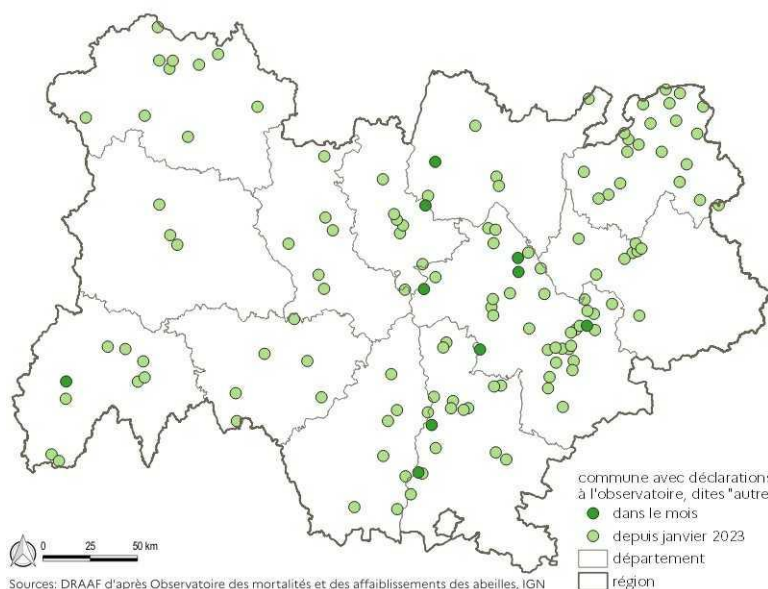 commune avec déclarations
à l'observatoire, dites "autre
dans le mois
depuis janvier 2023
département
région
0 25 50 km
Sources: DRAAF d'après Observatoire des mortalités et des affaiblissements des abeilles, IGN